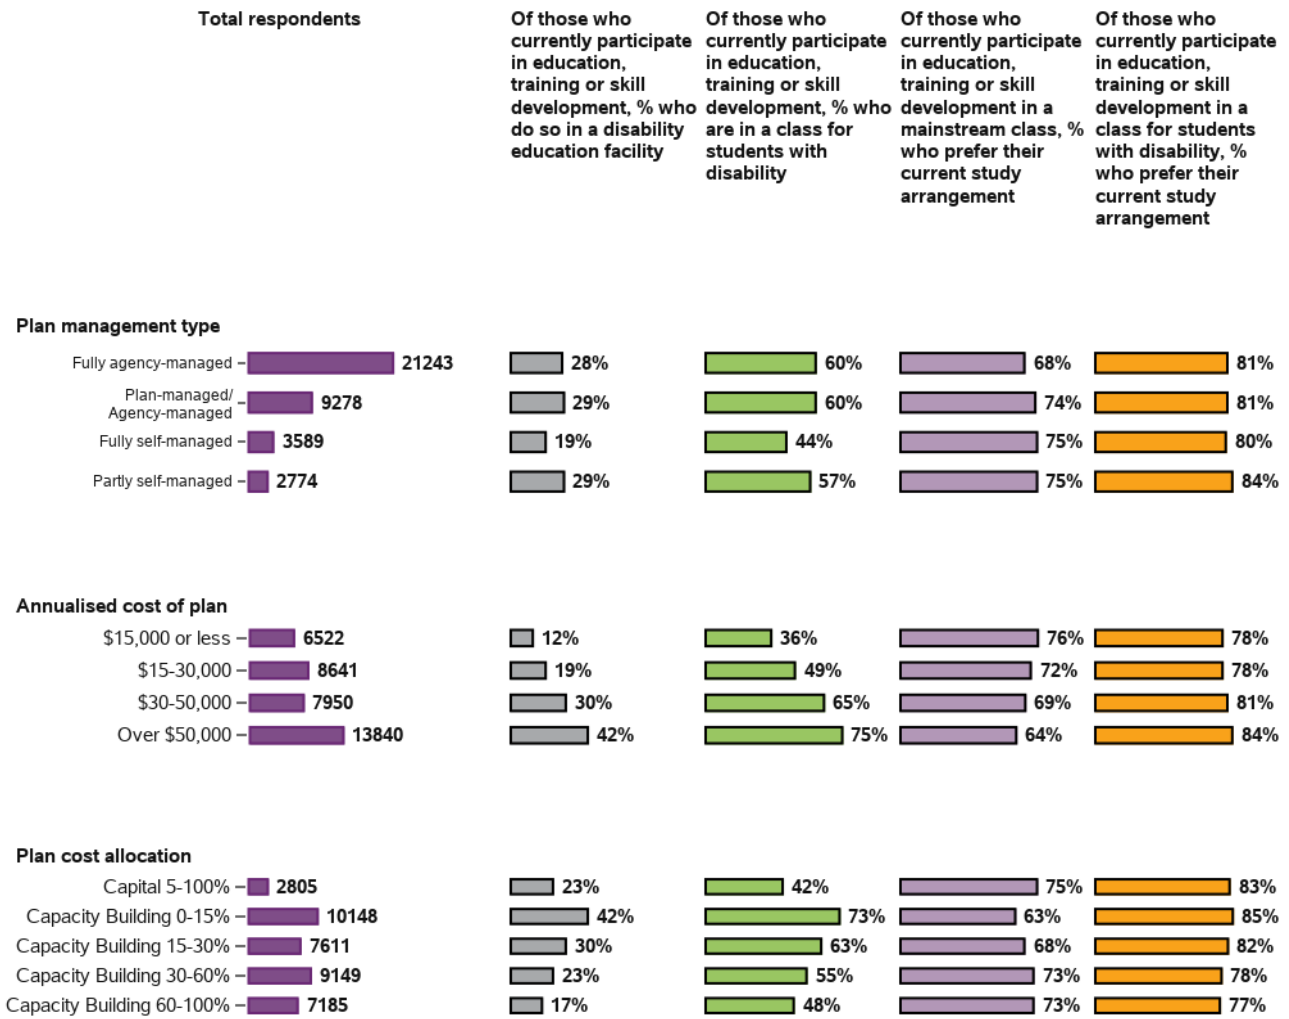 Total respondents
Of those who
currently participate
in education,
training or skill
development, % who
do so in a disability
education facility
Of those who
currently participate
in education,
training or skill
development, % who
are in a class for
students with
disability
Of those who
currently participate
in education,
training or skill
development in a
mainstream class, %
who prefer their
current study
arrangement
Of those who
currently participate
in education,
training or skill
development in a
class for students
with disability, %
who prefer their
current study
arrangement
Plan management type
Fully agency-managed 21243 28% 60% 68% 81%
Plan-managed/
Agency-managed 9278 29% 60% 74% 81%
Fully self-managed 3589 19% 44% 75% 80%
Partly self-managed 2774 29% 57% 75% 84%
Annualised cost of plan
$15,000 or less 6522 12% 36% 76% 78%
$15-30,000 8641 19% 49% 72% 78%
$30-50,000 7950 30% 65% 69% 81%
Over $50,000 13840 42% 75% 64% 84%
Plan cost allocation
Capital 5-100% 2805 23% 42% 75% 83%
Capacity Building 0-15% 10148 42% 73% 63% 85%
Capacity Building 15-30% 7611 30% 63% 68% 82%
Capacity Building 30-60% 9149 23% 55% 73% 78%
Capacity Building 60-100% 7185 17% 48% 73% 77%